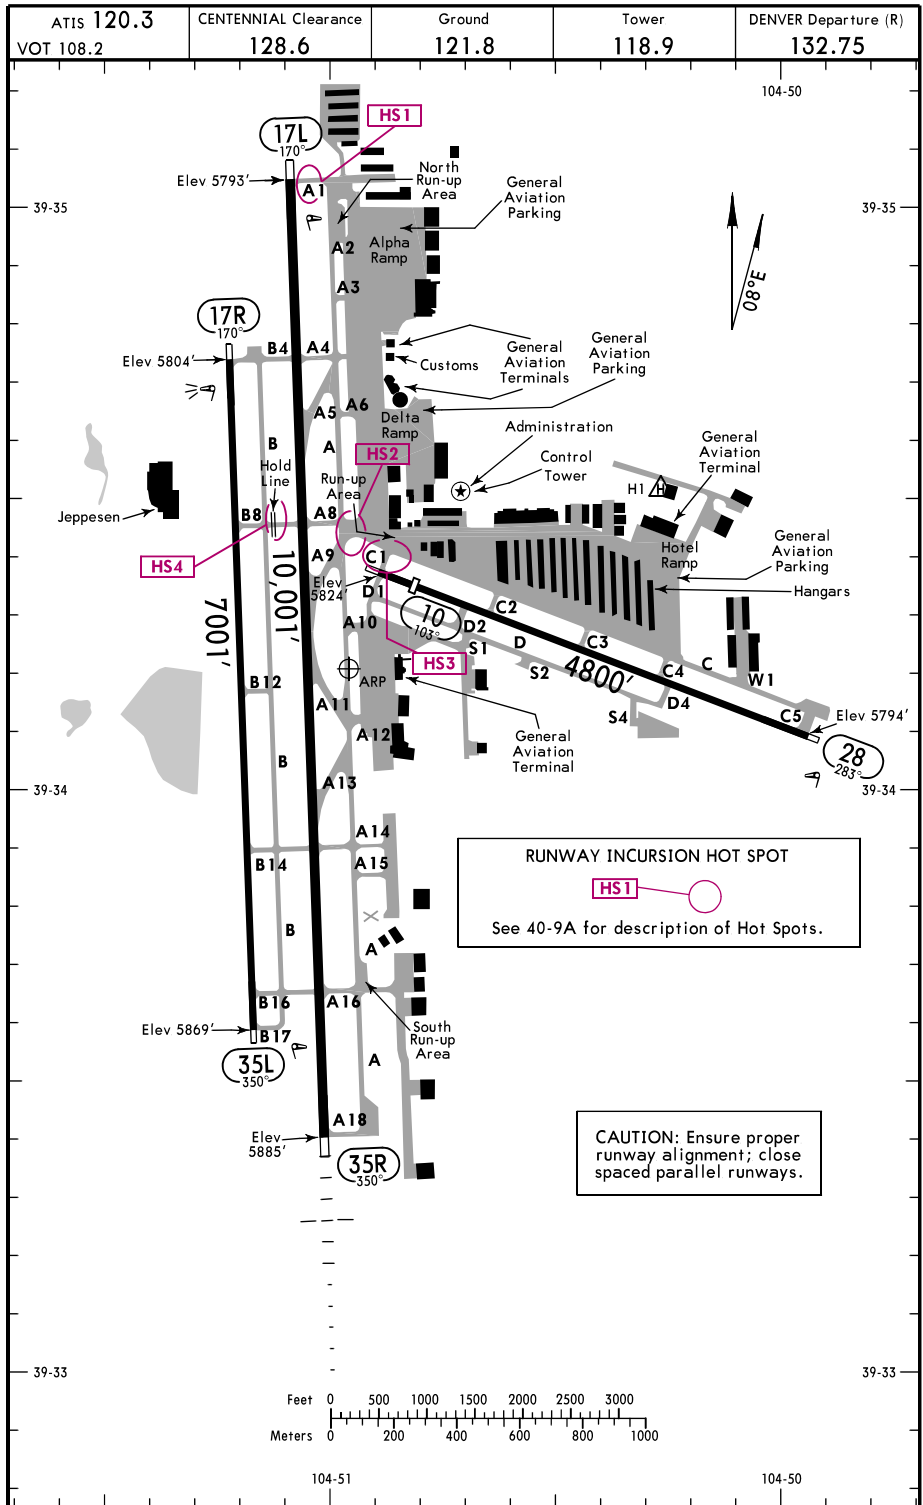 ATIS 120.3
VOT 108.2
CENTENNIAL Clearance
128.6
Ground
121.8
Tower
118.9
DENVER Departure (R)
132.75
104-50
HS1
17L
170°
Elev 5793'
A1
North
Run-up
Area
General
Aviation
Parking
39-35
39-35
A2
Alpha
Ramp
A3
08°E
17R
170°
Elev 5804'
B4
A4
General
Aviation
Terminals
Customs
General
Aviation
Parking
A5
A6
Delta
Ramp
B
A
HS2
Administration
Control
Tower
General
Aviation
Terminal
Hold
Line
Run-up
Area
H1
H
Jeppesen
B8
A8
HS4
A9
C1
Hotel
Ramp
General
Aviation
Parking
Hangars
10,001'
7001'
Elev
5824'
D1
10
103°
C2
A10
D2
D
C3
S1
HS3
S2
4800'
C4
C
W1
ARP
B12
A11
S4
D4
C5
Elev 5794'
General
Aviation
Terminal
A12
28
283°
B
A13
39-34
39-34
A14
B14
A15
RUNWAY INCURSION HOT SPOT
HS1
See 40-9A for description of Hot Spots.
B
X
A
B16
A16
Elev 5869'
B17
South
Run-up
Area
35L
350°
A
A18
Elev
5885'
35R
350°
CAUTION: Ensure proper
runway alignment; close
spaced parallel runways.
39-33
39-33
Feet 0 500 1000 1500 2000 2500 3000
Meters 0 200 400 600 800 1000
104-51
104-50